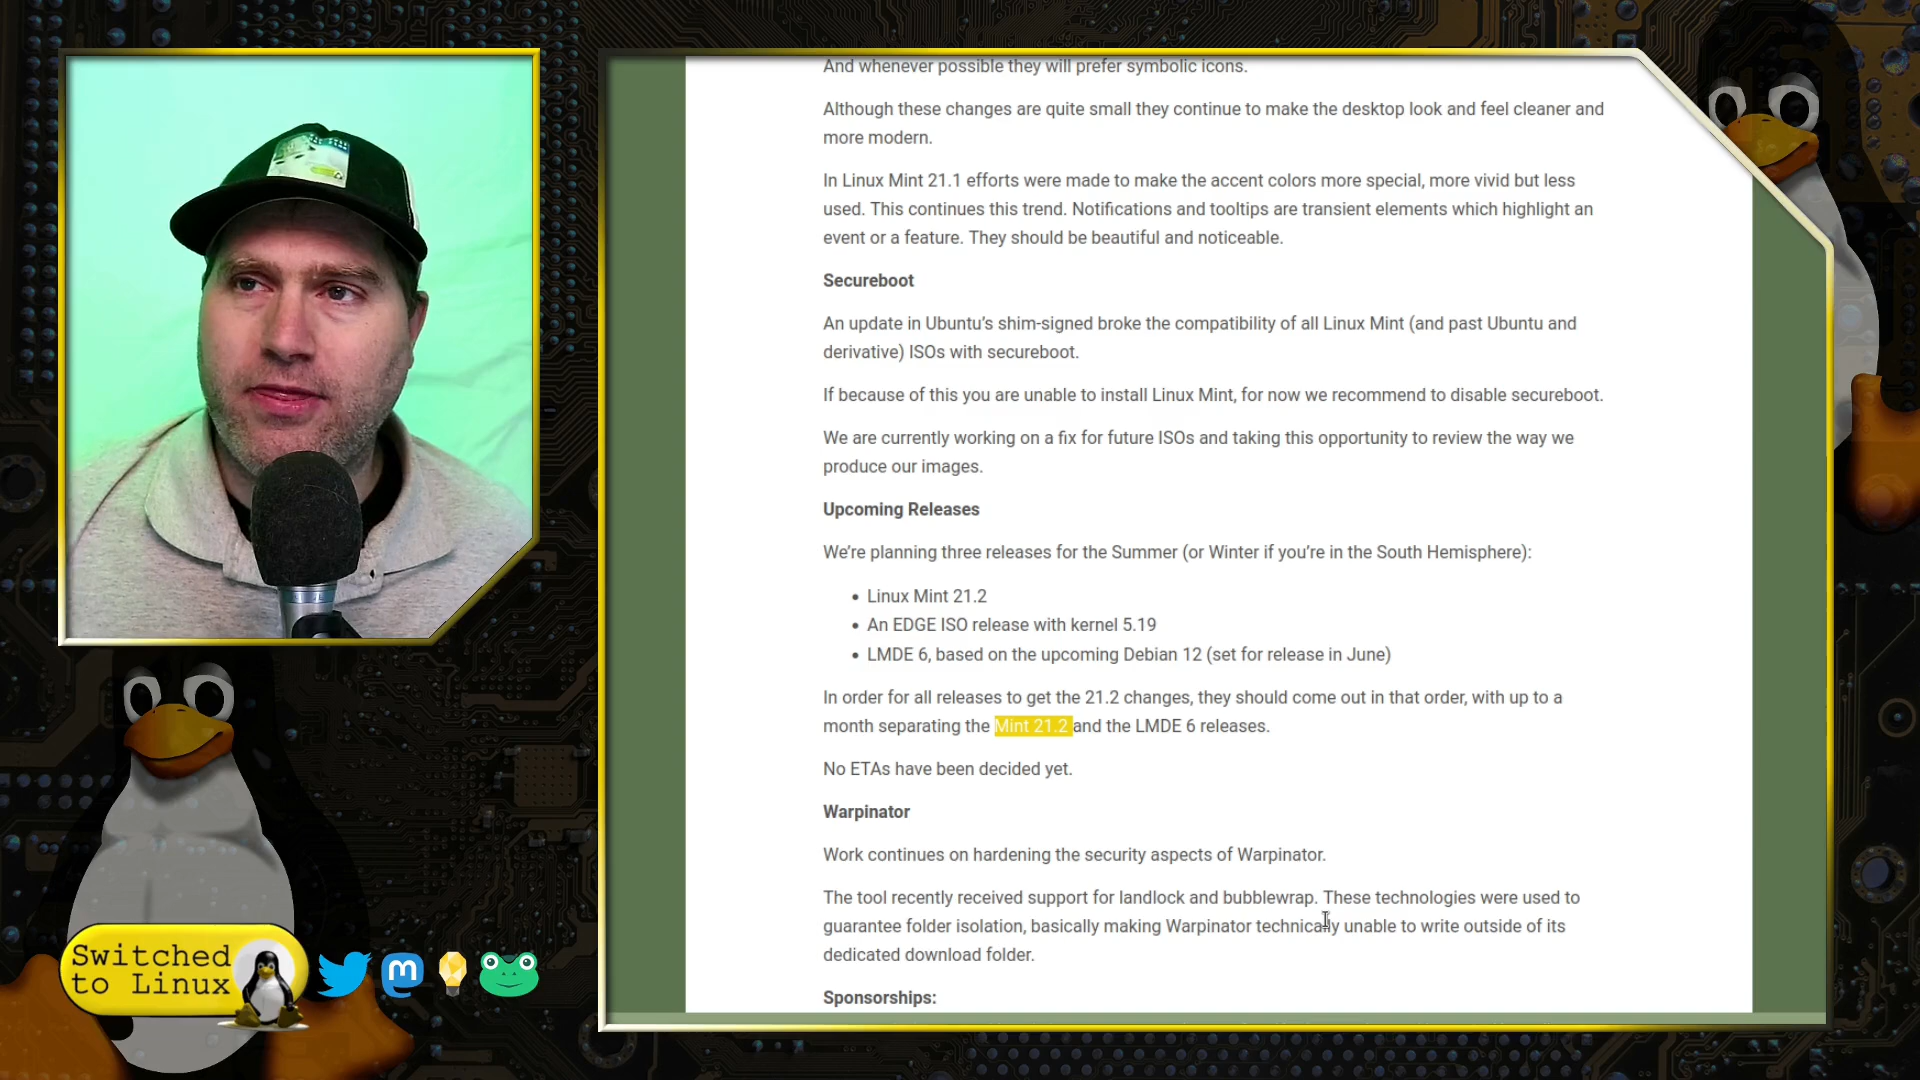 And whenever possible they will prefer symbolic icons.
Although these changes are quite small they continue to make the desktop look and feel cleaner and
more modern.
In Linux Mint 21.1 efforts were made to make the accent colors more special, more vivid but less
used. This continues this trend. Notifications and tooltips are transient elements which highlight an
event or a feature. They should be beautiful and noticeable.
Secureboot
An update in Ubuntu’s shim-signed broke the compatibility of all Linux Mint (and past Ubuntu and
derivative) ISOs with secureboot.
If because of this you are unable to install Linux Mint, for now we recommend to disable secureboot.
We are currently working on a fix for future ISOs and taking this opportunity to review the way we
produce our images.
Upcoming Releases
We’re planning three releases for the Summer (or Winter if you’re in the South Hemisphere):
• Linux Mint 21.2
• An EDGE ISO release with kernel 5.19
• LMDE 6, based on the upcoming Debian 12 (set for release in June)
In order for all releases to get the 21.2 changes, they should come out in that order, with up to a
month separating the Mint 21.2 and the LMDE 6 releases.
No ETAs have been decided yet.
Warpinator
Work continues on hardening the security aspects of Warpinator.
The tool recently received support for landlock and bubblewrap. These technologies were used to
guarantee folder isolation, basically making Warpinator technically unable to write outside of its
dedicated download folder.
Sponsorships:
Switched
to Linux